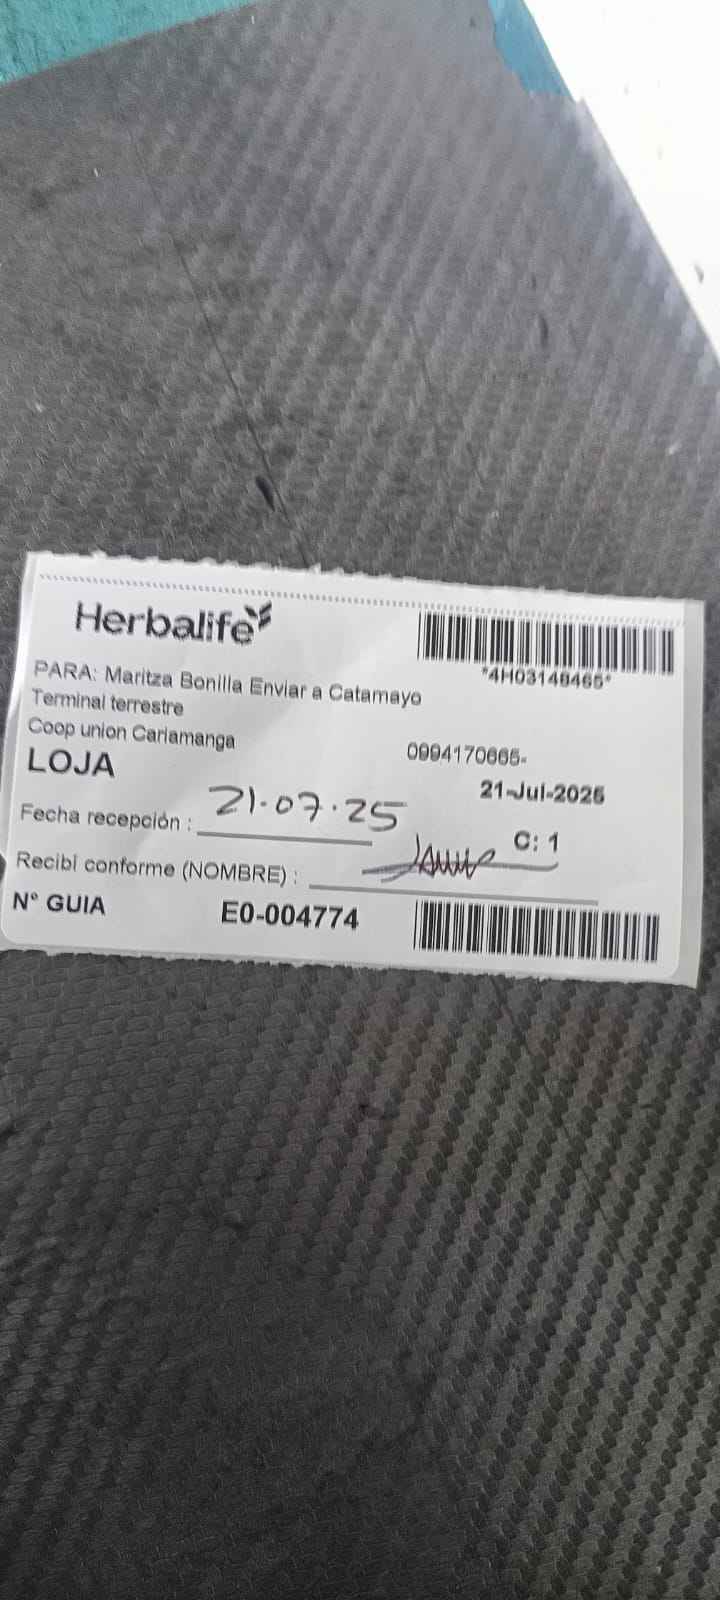 Herbalife
*4H03148465*
PARA: Maritza Bonilla Enviar a Catamayo
Terminal terrestre
Coop union Cariamanga
0994170665-
LOJA
21-Jul-2025
Fecha recepción : 21.07.25
C: 1
Recibí conforme (NOMBRE) :
N° GUIA E0-004774